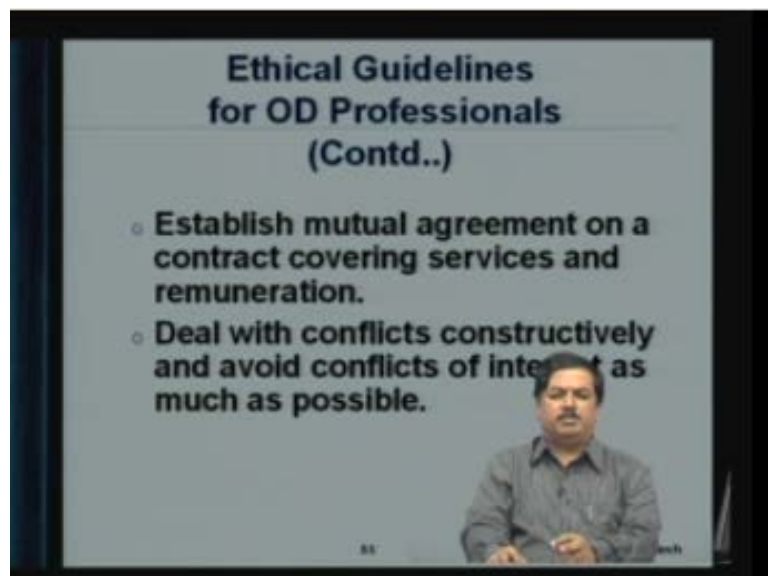 Ethical Guidelines
for OD Professionals
(Contd..)
Establish mutual agreement on a
contract covering services and
remuneration.
Deal with conflicts constructively
and avoid conflicts of as
much as possible.